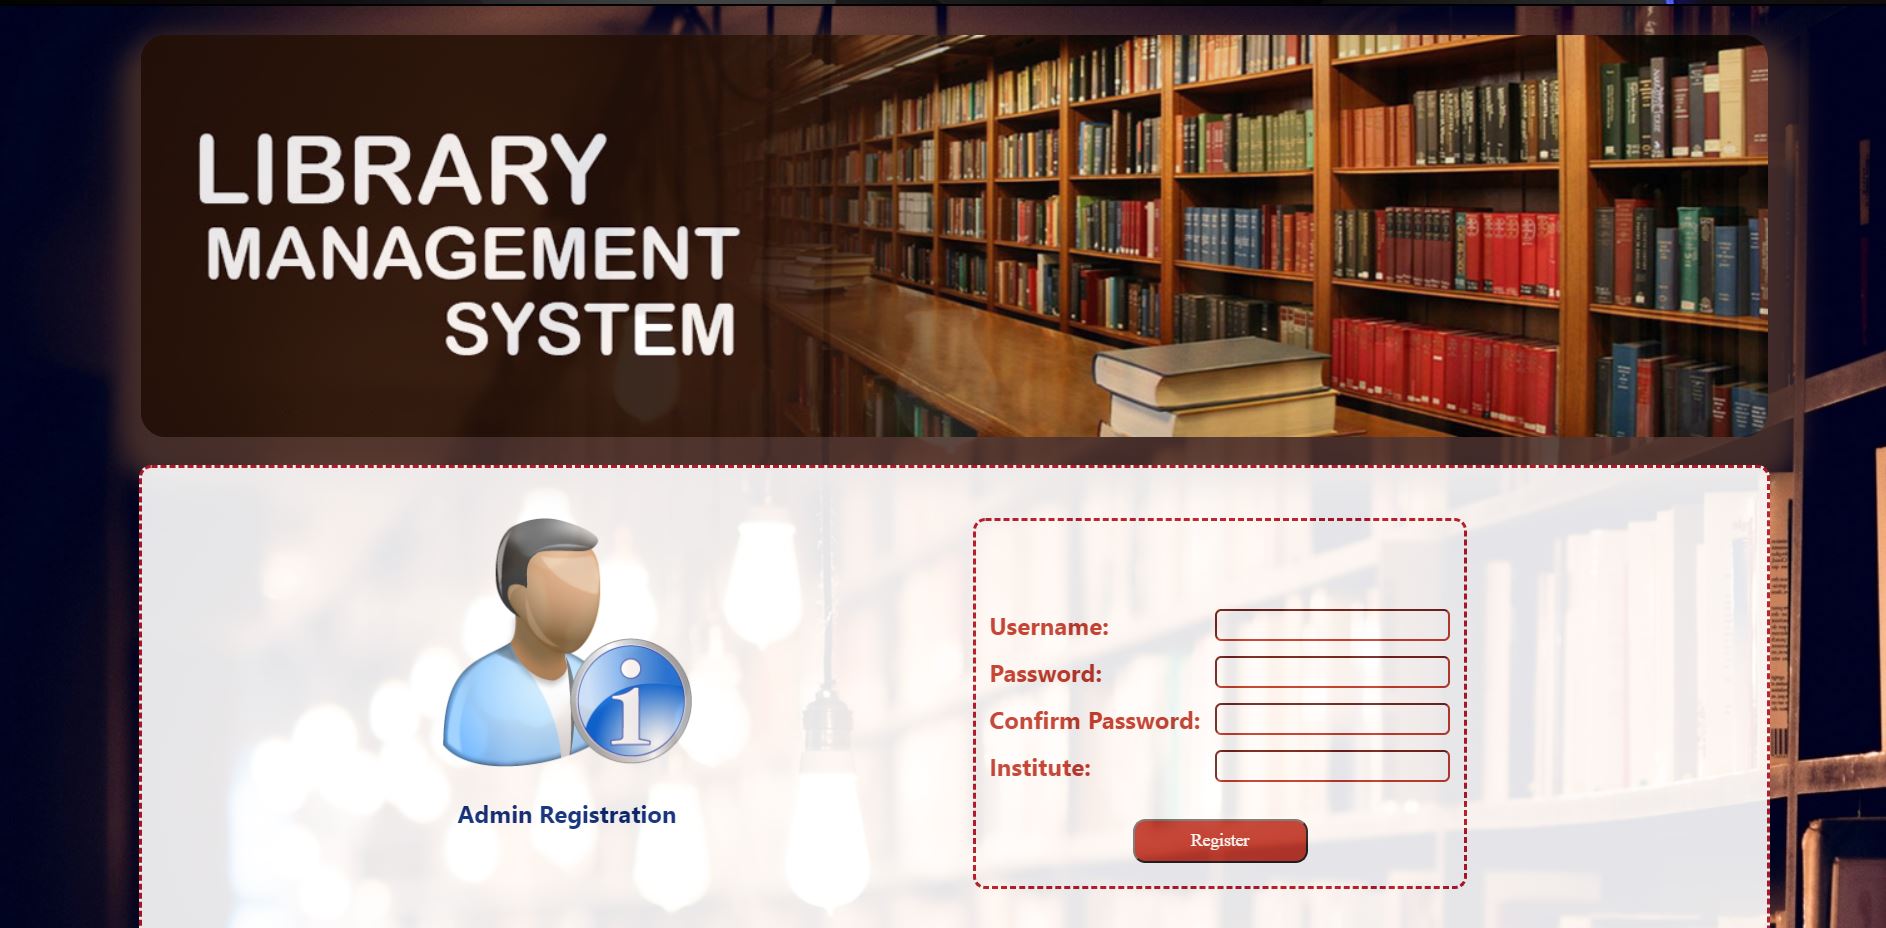 LIBRARY
MANAGEMENT
SYSTEM
Username:
Password:
Confirm Password:
Institute:
Admin Registration
Register